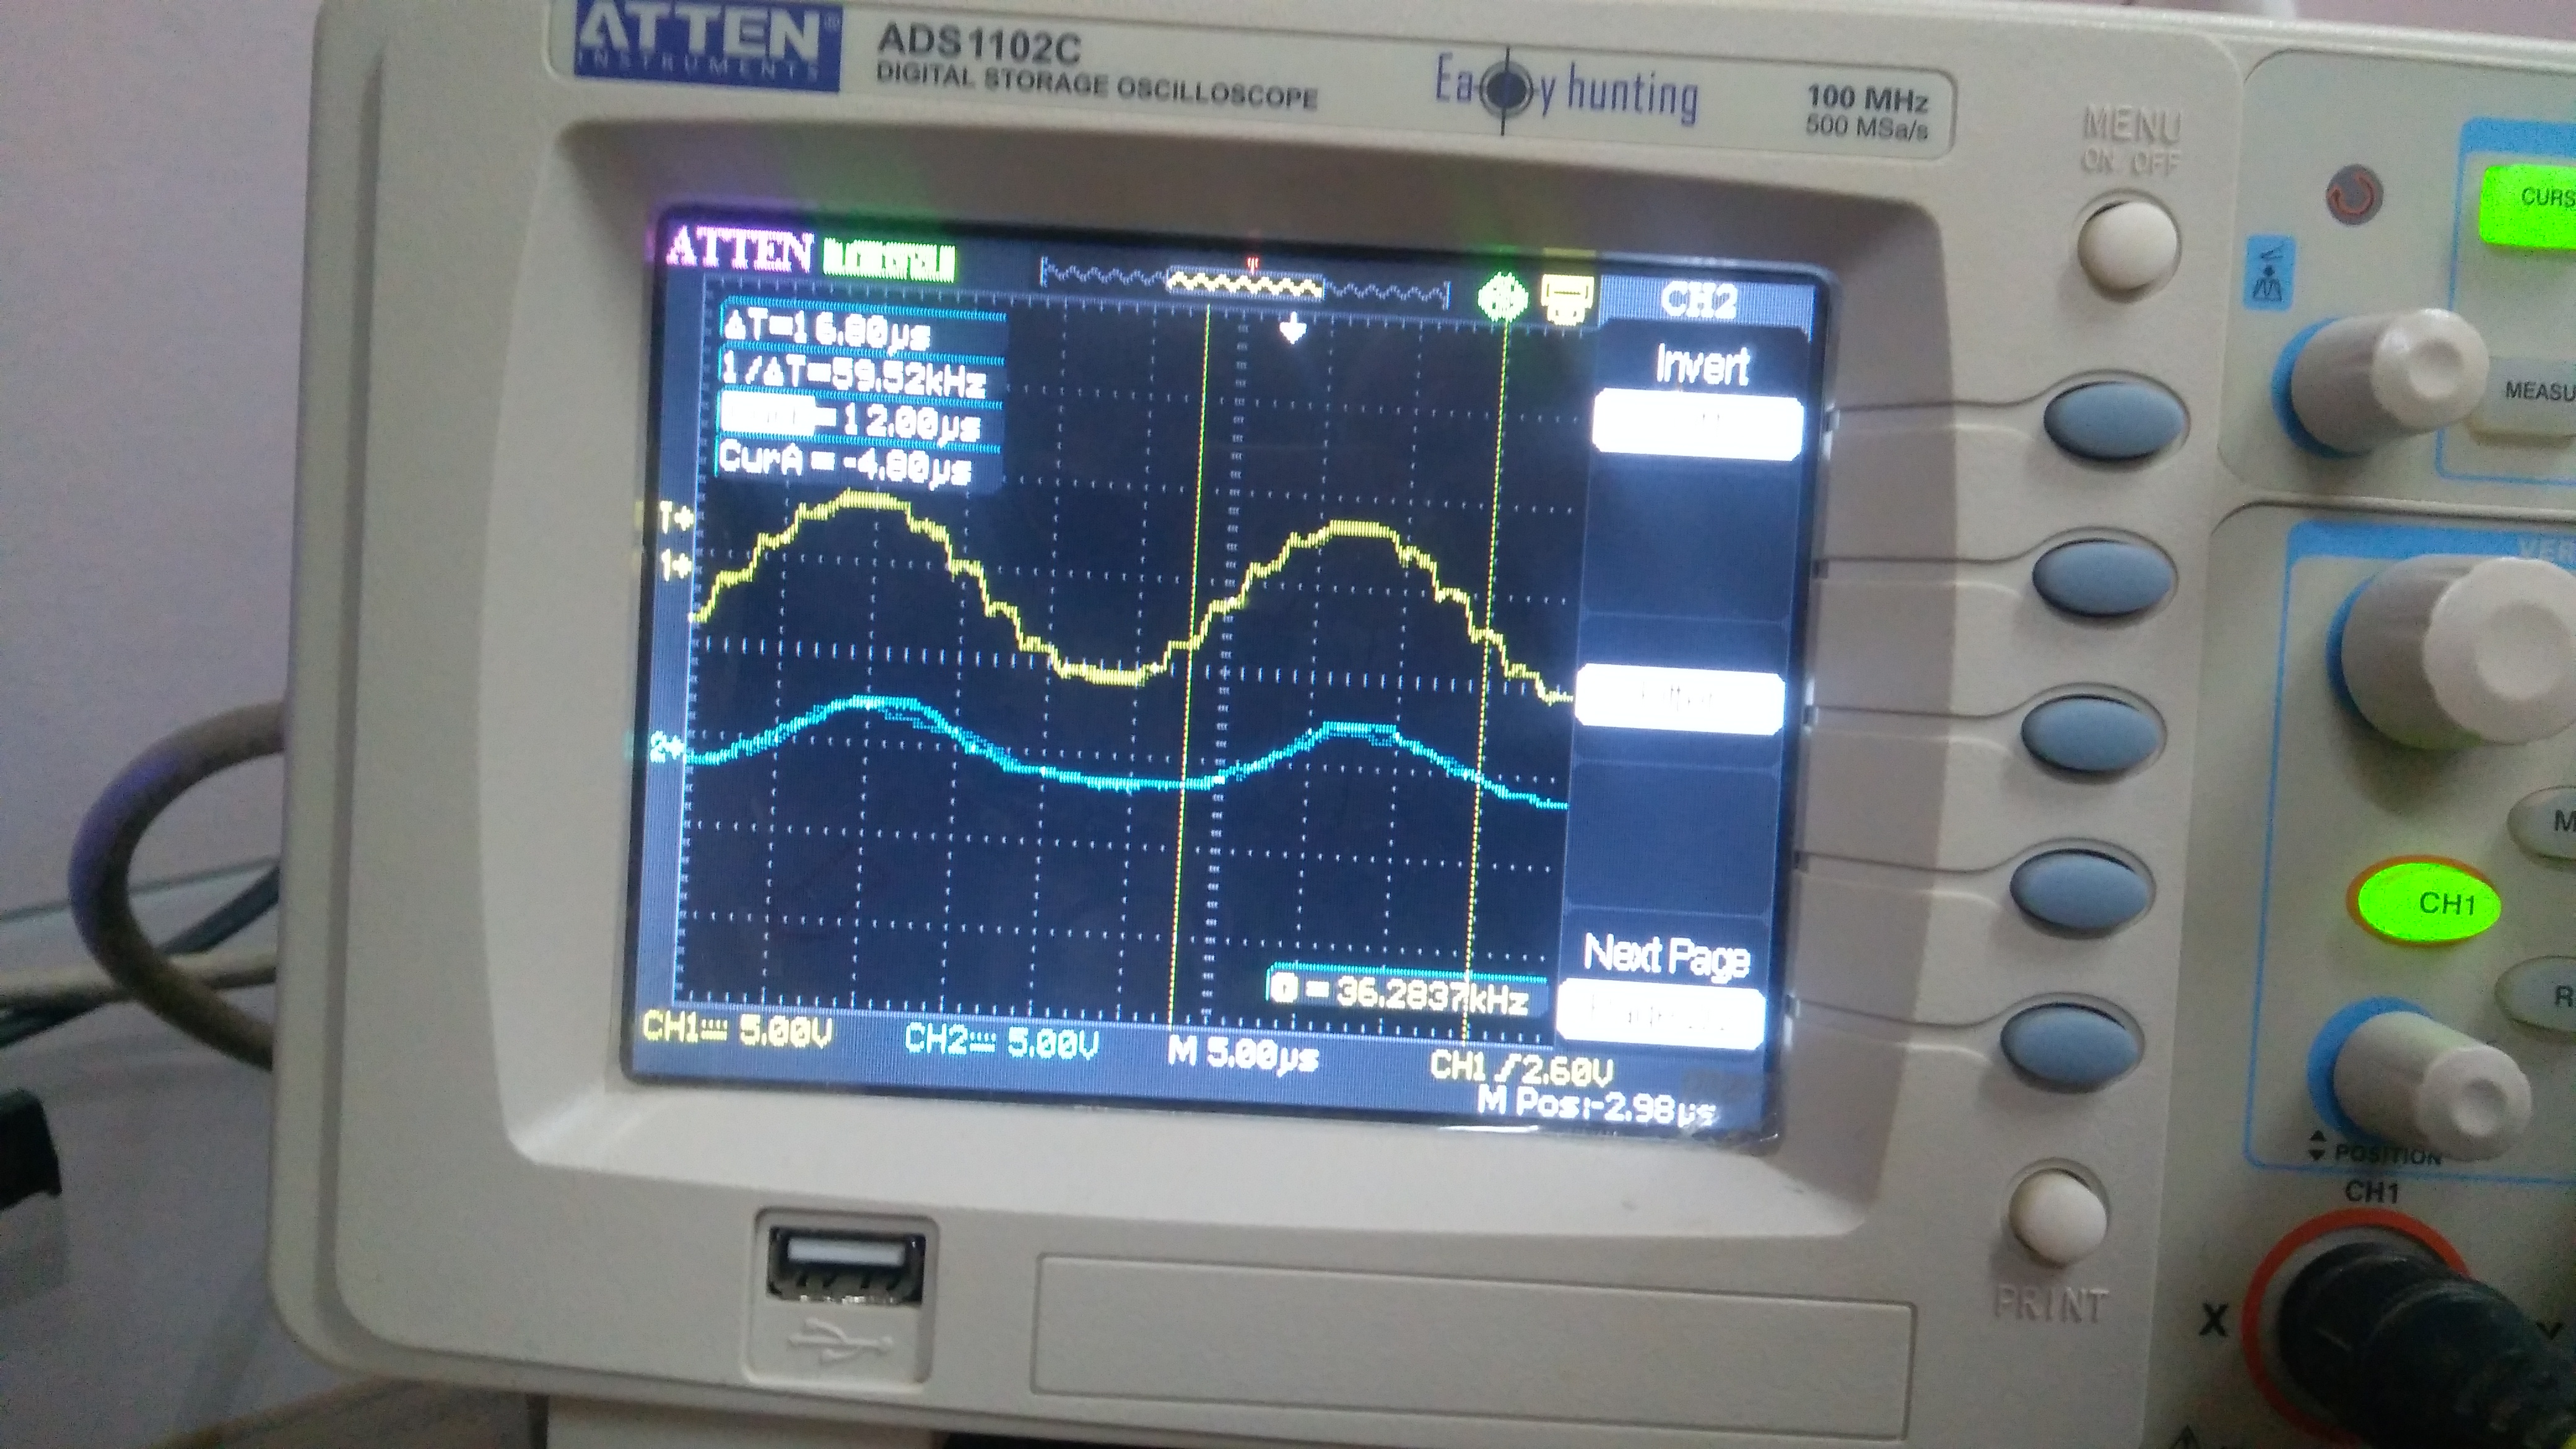 ATTEN®
INSTRUMENTS
ADS1102C
DIGITAL STORAGE OSCILLOSCOPE
Ea y hunting
100 MHz
500 MSa/s
MENU
ON OFF
CURS
MEASU
ATTEN
CH2
ΔT=16.80µs
1/ΔT=59.52kHz
=12.00µs
CurA = -4.80µs
Invert
T
1
2
Next Page
= 36.2837kHz
CH1 5.00V
CH2 5.00V
M 5.00µs
CH1 2.60V
M Pos:-2.98µs
VER
M
CH1
R
POSITION
CH1
PRINT
X